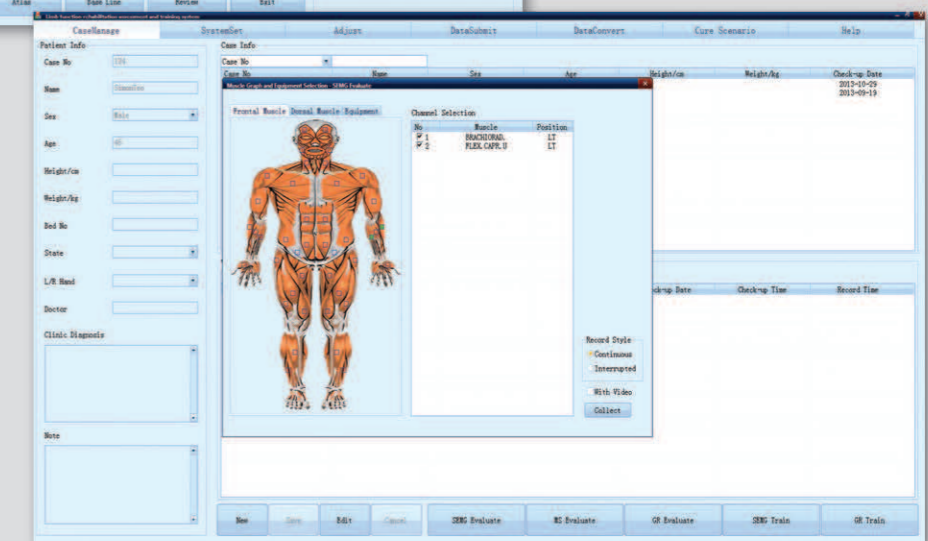 Atlas Base Line Review Exit
CaseManage SystemSet Adjust DataSubmit DataConvert Cure Scenario Help
Patient Info
Case No
Name
Sex Male
Age
Height/cm
Weight/kg
Bed No
State
L/R Hand
Doctor
Clinic Diagnosis
Note
Case Info
Case No
Case No Name Sex Age Height/cm Weight/kg Check-up Date
2013-10-29
2013-09-19
Muscle Graph and Equipment Selection - SEMG Evaluate
Frontal Muscle Dorsal Muscle Equipment
Channel Selection
No Muscle Position
1 BRACHIORAD. LT
2 FLEX.CAPR.U LT
Record Style
Continuous
Interrupted
With Video
Collect
Check-up Time Record Time
New Save Edit Cancel SEMG Evaluate MS Evaluate GR Evaluate SEMG Train GR Train